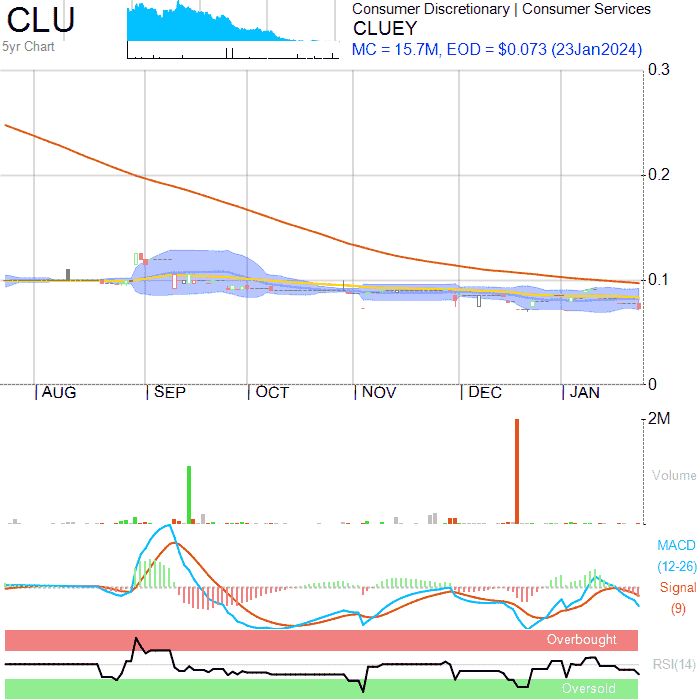 CLU
5yr Chart
Consumer Discretionary | Consumer Services
CLUEY
MC = 15.7M, EOD = $0.073 (23Jan2024)
0.3
0.2
0.1
0
AUG
SEP
OCT
NOV
DEC
JAN
2M
Volume
MACD
(12-26)
Signal
(9)
Overbought
RSI(14)
Oversold